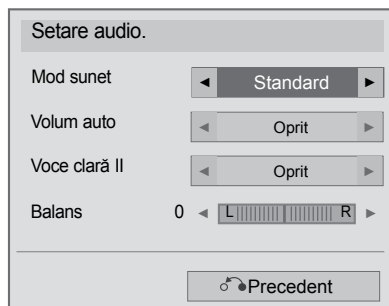 Setare audio.
Mod sunet ◄ Standard ►
Volum auto ◄ Oprit ►
Voce clară II ◄ Oprit ►
Balans 0 ◄ L R ►
Precedent